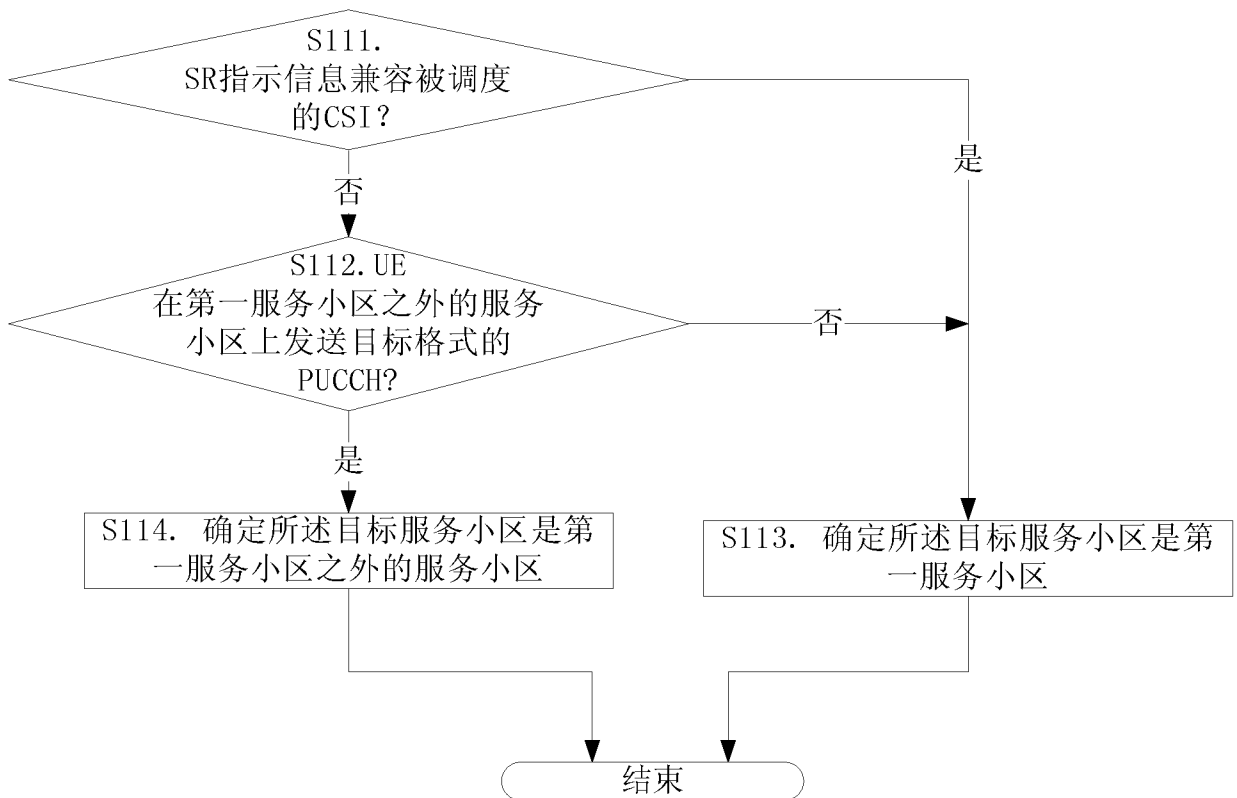 S111.
SR指示信息兼容被调度
的CSI?
是
否
S112.UE
在第一服务小区之外的服务
小区上发送目标格式的
PUCCH?
否
是
S114. 确定所述目标服务小区是第
一服务小区之外的服务小区
S113. 确定所述目标服务小区是第
一服务小区
结束